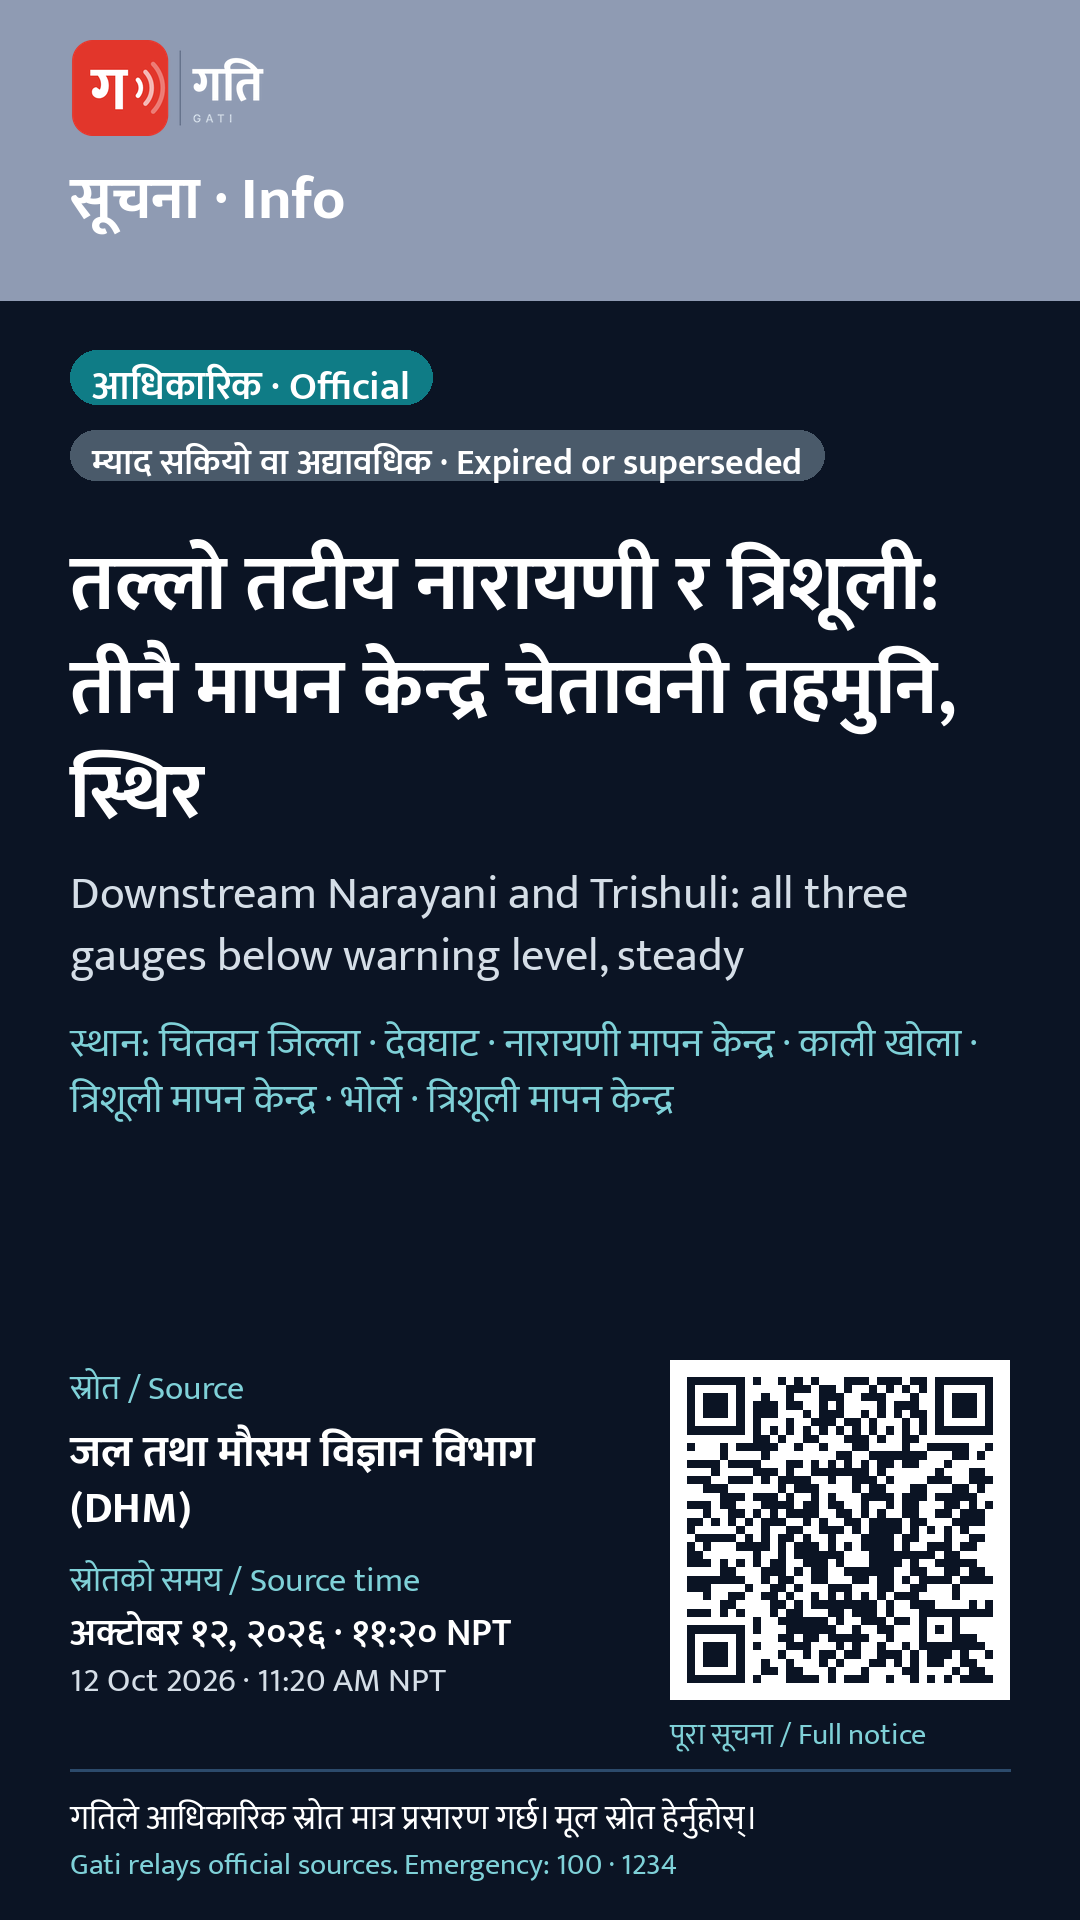 ग
गति
GATI
सूचना · Info
आधिकारिक · Official
म्याद सकियो वा अद्यावधिक · Expired or superseded
तल्लो तटीय नारायणी र त्रिशूली:
तीनै मापन केन्द्र चेतावनी तहमुनि,
स्थिर
Downstream Narayani and Trishuli: all three
gauges below warning level, steady
स्थान: चितवन जिल्ला · देवघाट · नारायणी मापन केन्द्र · काली खोला ·
त्रिशूली मापन केन्द्र · भोर्ले · त्रिशूली मापन केन्द्र
स्रोत / Source
जल तथा मौसम विज्ञान विभाग
(DHM)
स्रोतको समय / Source time
अक्टोबर १२, २०२६ · ११:२० NPT
12 Oct 2026 · 11:20 AM NPT
पूरा सूचना / Full notice
गतिले आधिकारिक स्रोत मात्र प्रसारण गर्छ। मूल स्रोत हेर्नुहोस्।
Gati relays official sources. Emergency: 100 · 1234